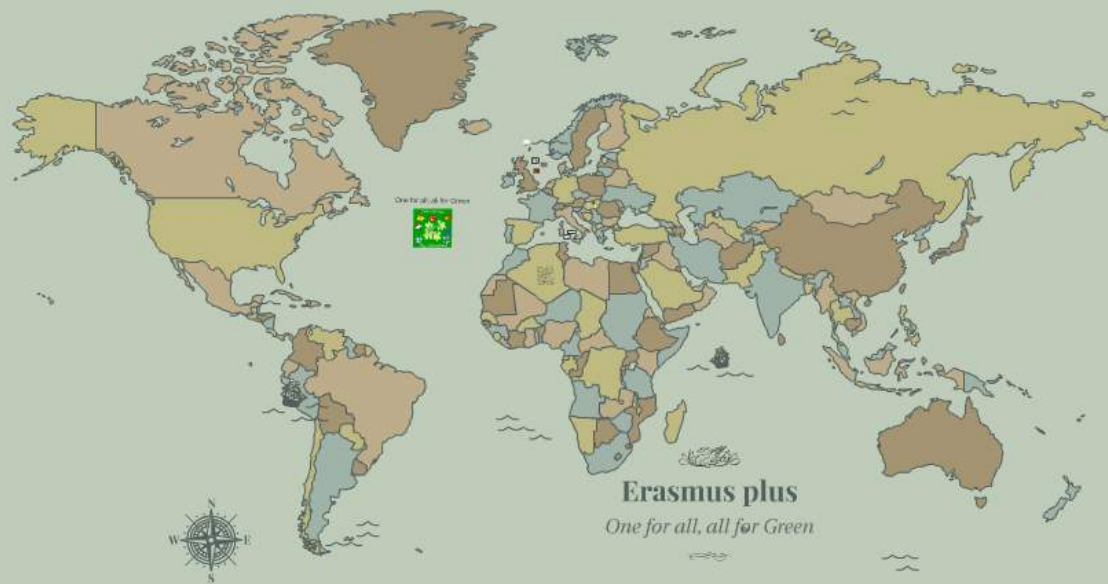 One for all, all for Green
Erasmus plus
One for all, all for Green
N
W E
S